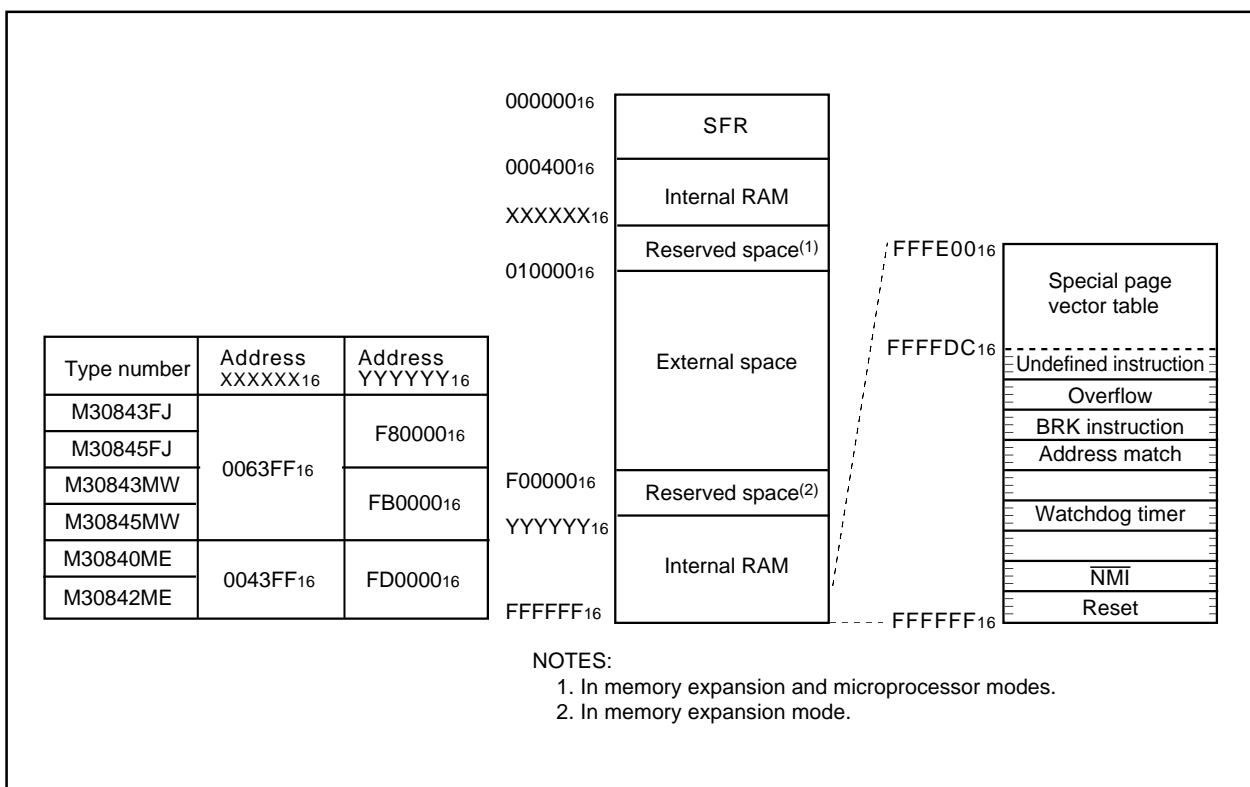 Type number
Address
XXXXXX16
Address
YYYYYY16
M30843FJ
M30845FJ
M30843MW
M30845MW
M30840ME
M30842ME
0063FF16
0043FF16
F8000016
FB000016
FD000016
00000016
00040016
XXXXXX16
01000016
F0000016
YYYYYY16
FFFFFF16
SFR
Internal RAM
Reserved space(1)
External space
Reserved space(2)
Internal RAM
FFFE0016
FFFFDC16
FFFFFF16
Special page
vector table
Undefined instruction
Overflow
BRK instruction
Address match
Watchdog timer
NMI
Reset
NOTES:
1. In memory expansion and microprocessor modes.
2. In memory expansion mode.